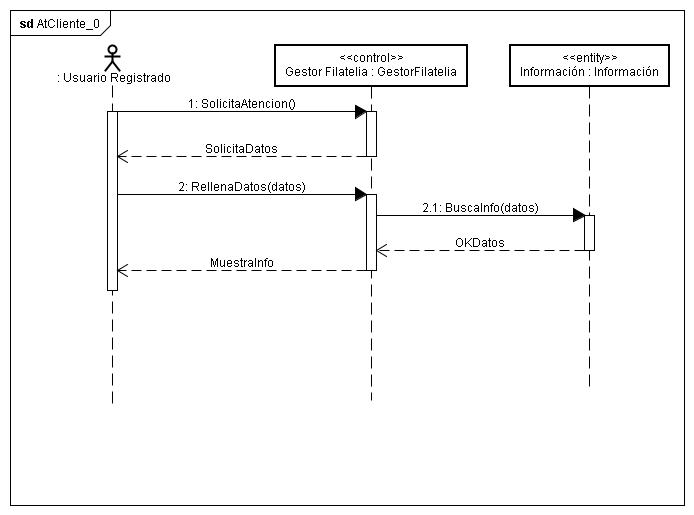 sd AtCliente_0
: Usuario Registrado
<<control>>
Gestor Filatelia : GestorFilatelia
<<entity>>
Información : Información
1: SolicitaAtencion()
SolicitaDatos
2: RellenaDatos(datos)
2.1: BuscaInfo(datos)
OKDatos
MuestraInfo